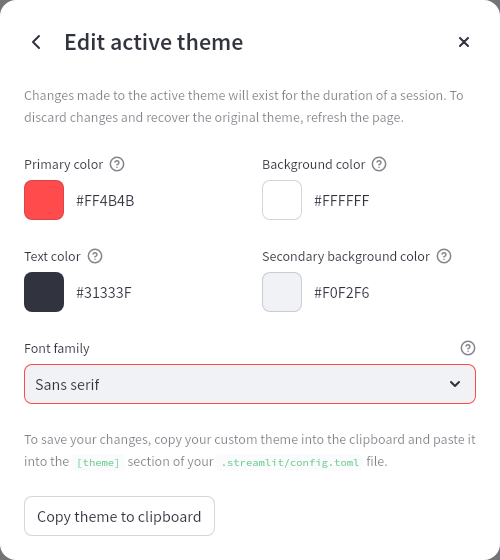 Edit active theme
Changes made to the active theme will exist for the duration of a session. To
discard changes and recover the original theme, refresh the page.
Primary color
Background color
#FF4B4B
#FFFFFF
Text color
Secondary background color
#31333F
#F0F2F6
Font family
Sans serif
To save your changes, copy your custom theme into the clipboard and paste it
into the [theme] section of your .streamlit/config.toml file.
Copy theme to clipboard